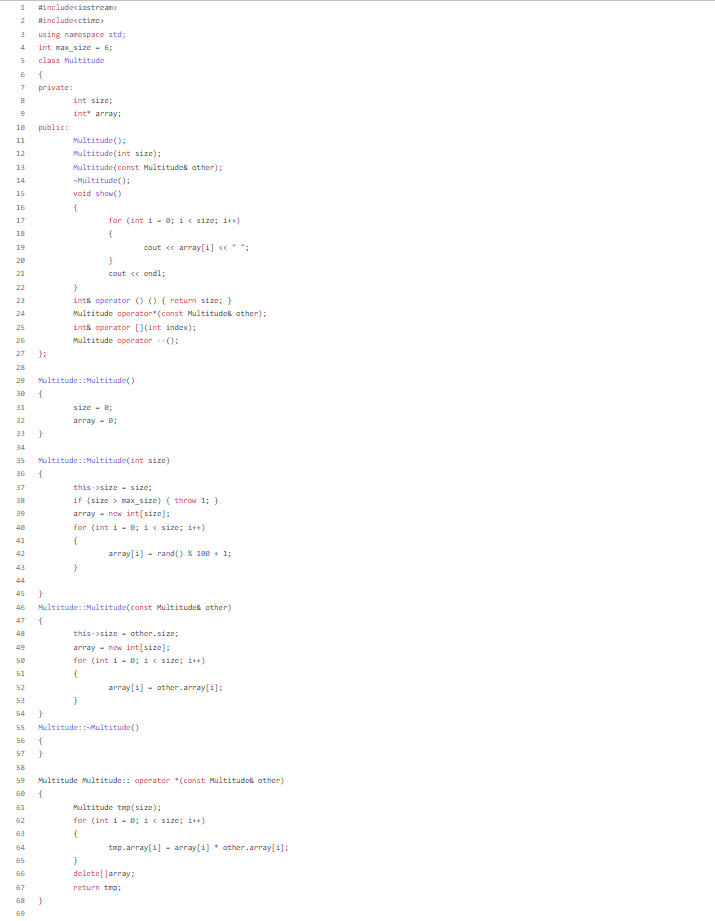 1 #include<iostream>
2 #include<ctime>
3 using namespace std;
4 int max_size = 6;
5 class Multitude
6 {
7 private:
8 int size;
9 int* array;
10 public:
11 Multitude();
12 Multitude(int size);
13 Multitude(const Multitude& other);
14 ~Multitude();
15 void show()
16 {
17 for (int i = 0; i < size; i++)
18 {
19 cout << array[i] << " ";
20 }
21 cout << endl;
22 }
23 int& operator () () { return size; }
24 Multitude operator*(const Multitude& other);
25 int& operator [](int index);
26 Multitude operator --();
27 };
28
29 Multitude::Multitude()
30 {
31 size = 0;
32 array = 0;
33 }
34
35 Multitude::Multitude(int size)
36 {
37 this->size = size;
38 if (size > max_size) { throw 1; }
39 array = new int[size];
40 for (int i = 0; i < size; i++)
41 {
42 array[i] = rand() % 100 + 1;
43 }
44
45 }
46 Multitude::Multitude(const Multitude& other)
47 {
48 this->size = other.size;
49 array = new int[size];
50 for (int i = 0; i < size; i++)
51 {
52 array[i] = other.array[i];
53 }
54 }
55 Multitude::~Multitude()
56 {
57 }
58
59 Multitude Multitude:: operator *(const Multitude& other)
60 {
61 Multitude tmp(size);
62 for (int i = 0; i < size; i++)
63 {
64 tmp.array[i] = array[i] * other.array[i];
65 }
66 delete[]array;
67 return tmp;
68 }
69